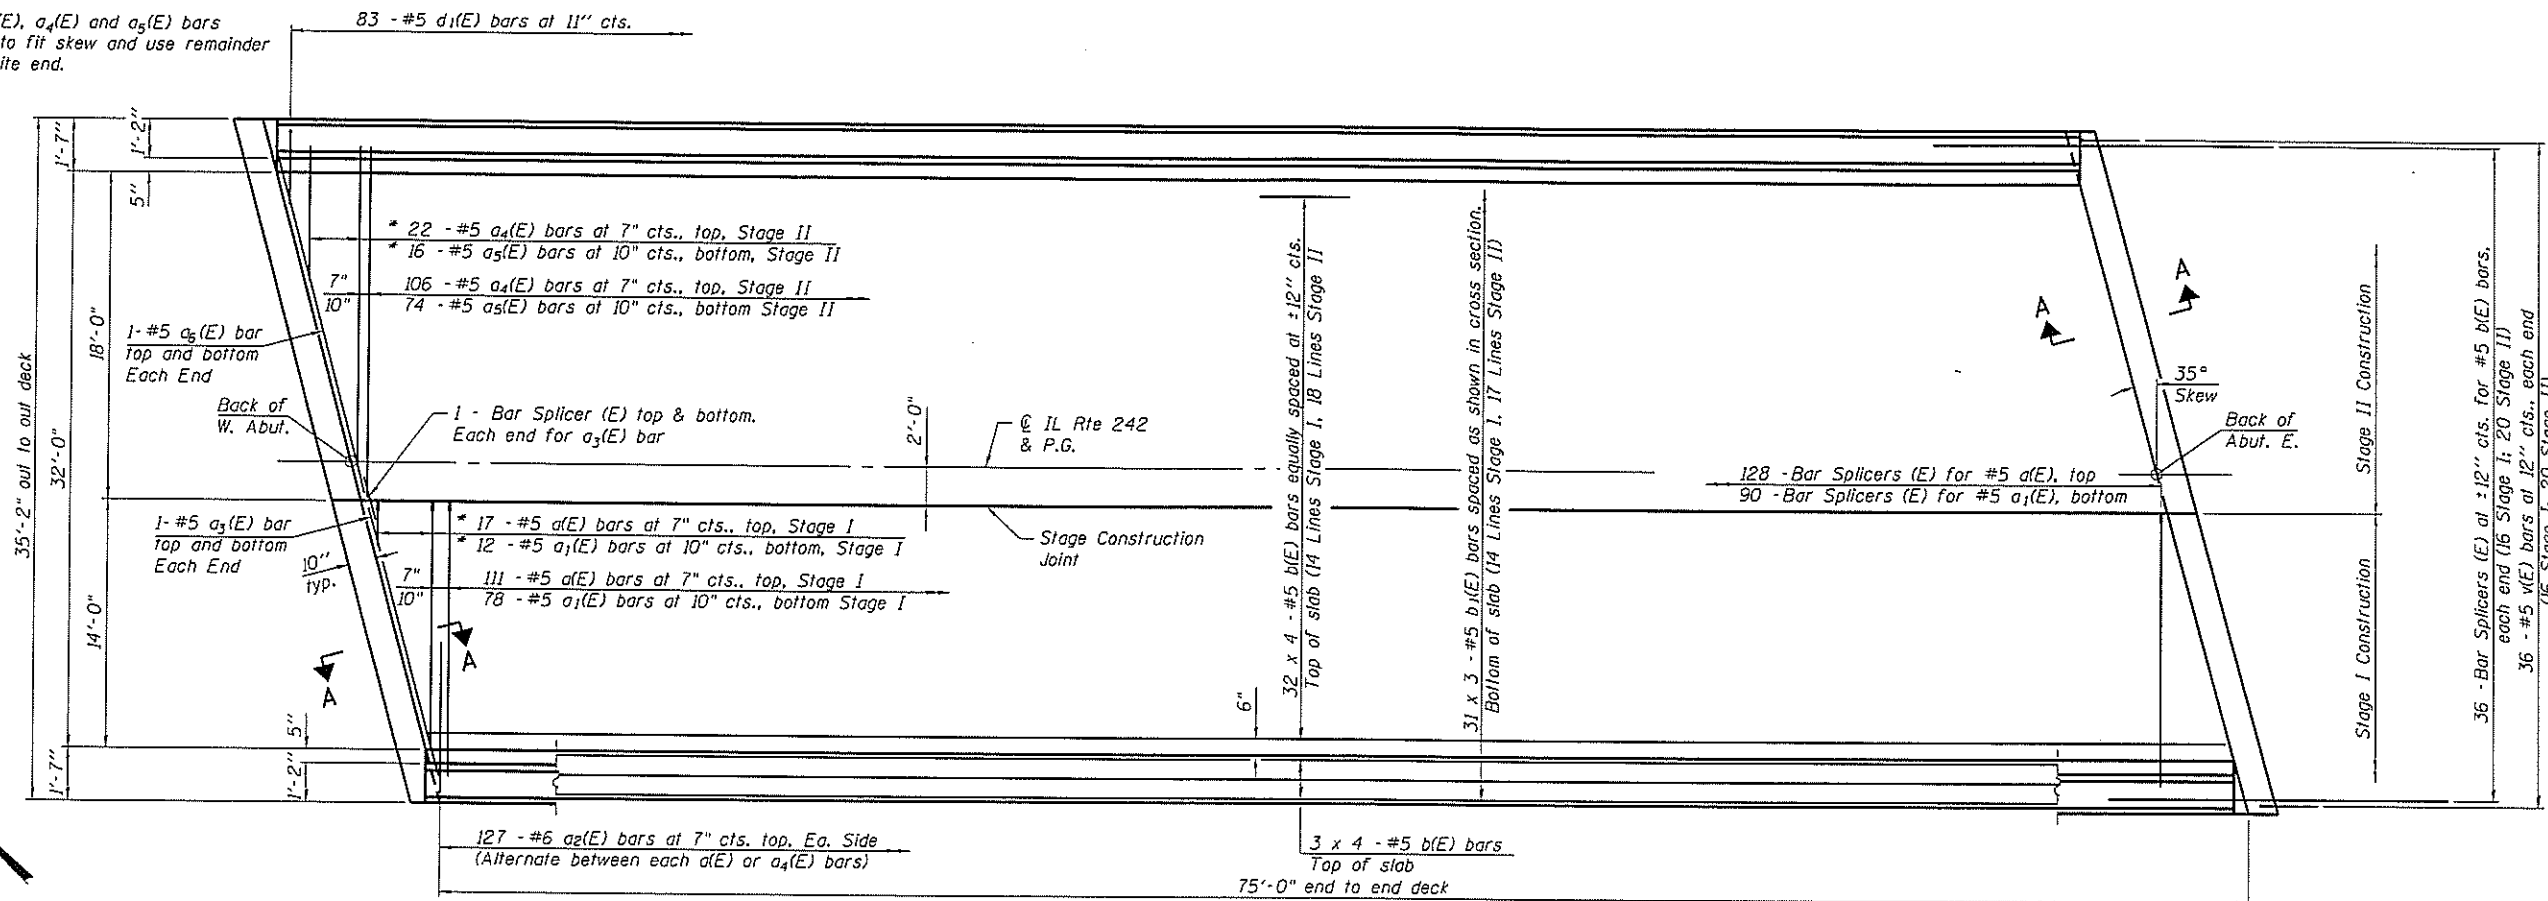 (E), a4(E) and a5(E) bars
to fit skew and use remainder
ite end.
83 - #5 d1(E) bars at 11" cts.
1'-7"
1'-2"
5"
35'-2" out to out deck
32'-0"
18'-0"
14'-0"
* 22 - #5 a4(E) bars at 7" cts., top, Stage II
* 16 - #5 a5(E) bars at 10" cts., bottom, Stage II
7"
10"
106 - #5 a4(E) bars at 7" cts., top, Stage II
74 - #5 a5(E) bars at 10" cts., bottom Stage II
1- #5 a6(E) bar
top and bottom
Each End
Back of
W. Abut.
1 - Bar Splicer (E) top & bottom.
Each end for a3(E) bar
2'-0"
℄ IL Rte 242
& P.G.
1- #5 a3(E) bar
top and bottom
Each End
10"
typ.
* 17 - #5 a(E) bars at 7" cts., top, Stage I
* 12 - #5 a1(E) bars at 10" cts., bottom, Stage I
7"
10"
111 - #5 a(E) bars at 7" cts., top, Stage I
78 - #5 a1(E) bars at 10" cts., bottom Stage I
Stage Construction
Joint
A
A
5"
1'-2"
1'-7"
6"
32 x 4 - #5 b(E) bars equally spaced at ±12" cts.
Top of slab (14 Lines Stage I, 18 Lines Stage II
31 x 3 - #5 b1(E) bars spaced as shown in cross section.
Bottom of slab (14 Lines Stage I, 17 Lines Stage II)
128 - Bar Splicers (E) for #5 a(E), top
90 - Bar Splicers (E) for #5 a1(E), bottom
A
A
35°
Skew
Back of
Abut. E.
Stage II Construction
Stage I Construction
36 - Bar Splicers (E) at ±12" cts. for #5 b(E) bars,
each end (16 Stage I; 20 Stage II)
36 - #5 v(E) bars at 12" cts., each end
(16 Stage I, 20 Stage II)
127 - #6 a2(E) bars at 7" cts. top, Ea. Side
(Alternate between each a(E) or a4(E) bars)
3 x 4 - #5 b(E) bars
Top of slab
75'-0" end to end deck